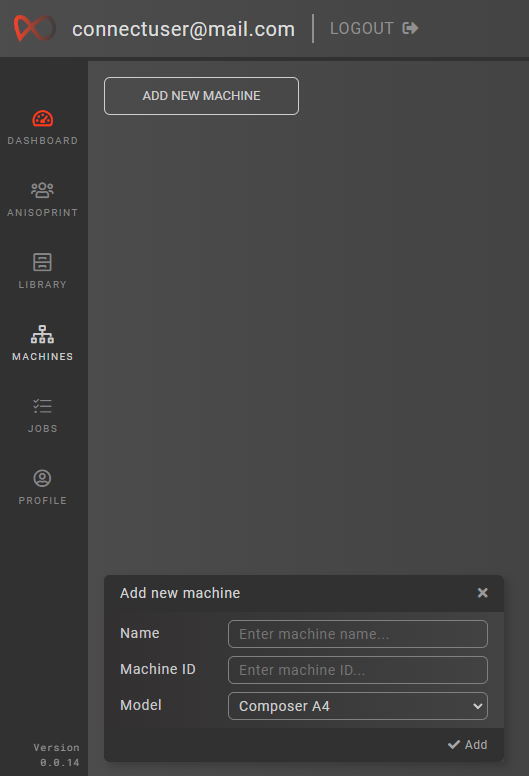 connectuser@mail.com
LOGOUT
ADD NEW MACHINE
DASHBOARD
ANISOPRINT
LIBRARY
MACHINES
JOBS
PROFILE
Add new machine
Name
Enter machine name...
Machine ID
Enter machine ID...
Model
Composer A4
Add
Version
0.0.14